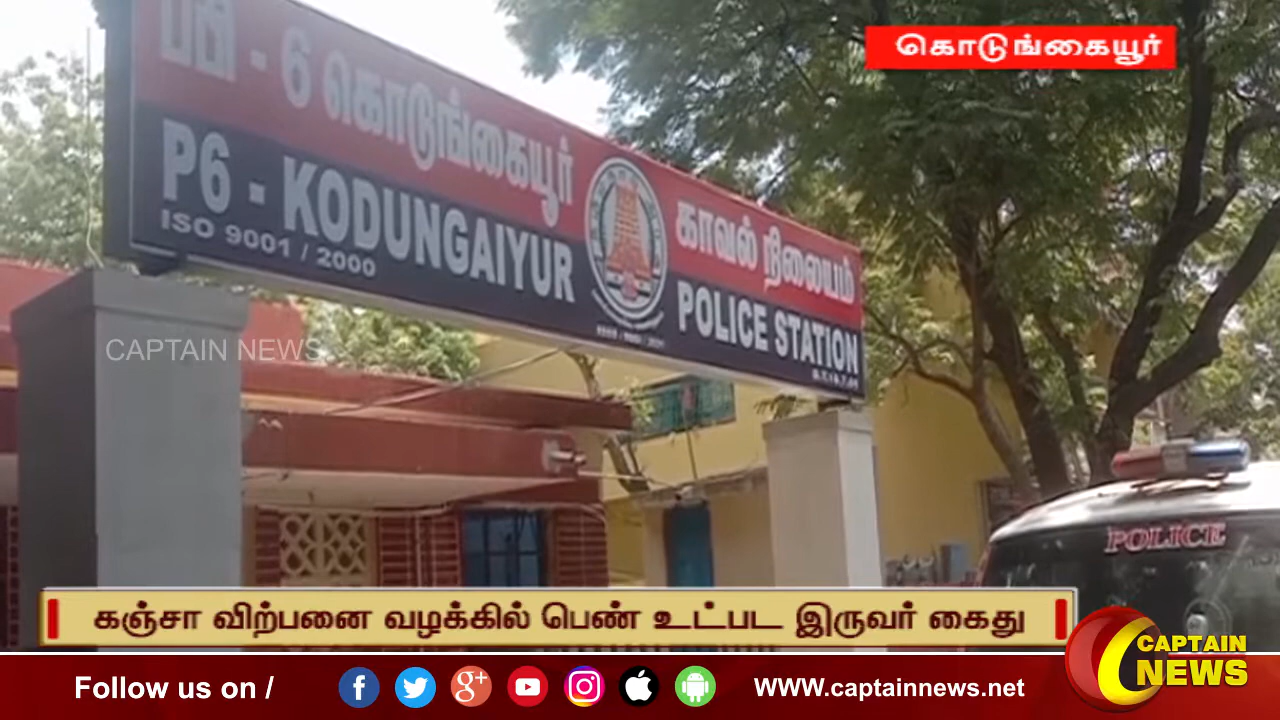 கொடுங்கையூர்
பி - 6 கொடுங்கையூர் காவல் நிலையம்
P6 - KODUNGAIYUR POLICE STATION
ISO 9001 / 2000
CAPTAIN NEWS
POLICE
கஞ்சா விற்பனை வழக்கில் பெண் உட்பட இருவர் கைது
CAPTAIN
NEWS
Follow us on / WWW.captainnews.net